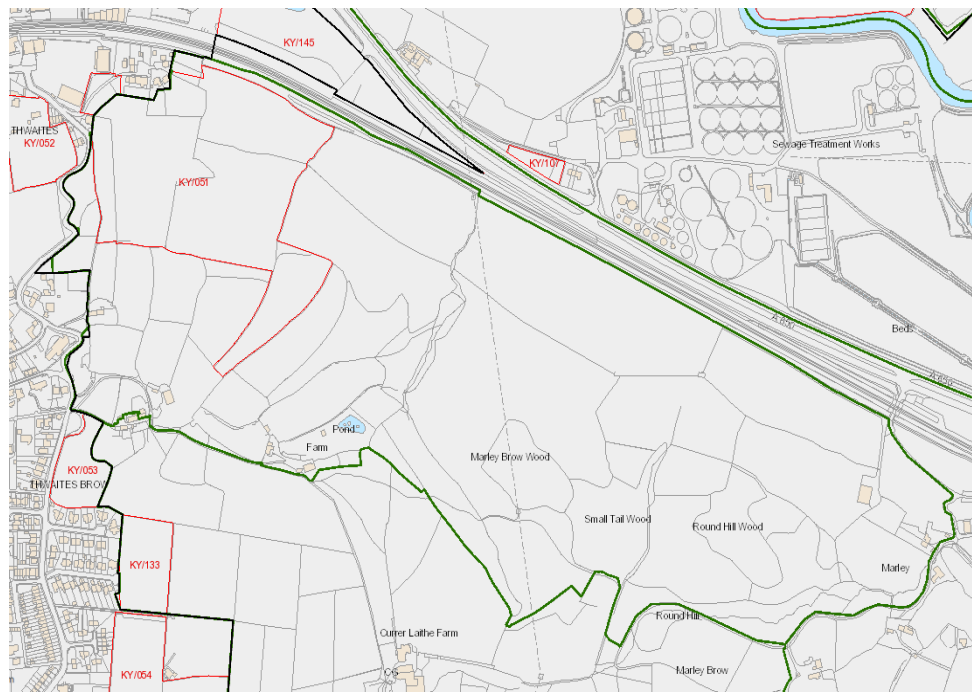 KY/145
THWAITES
KY/052
KY/107
Sewage Treatment Works
KY/051
A 650
Beds
A 650
Pond
Farm
Marley Brow Wood
KY/053
THWAITES BROW
Small Tail Wood
Round Hill Wood
KY/133
Marley
Round Hill
Currer Laithe Farm
KY/054
CS
Marley Brow